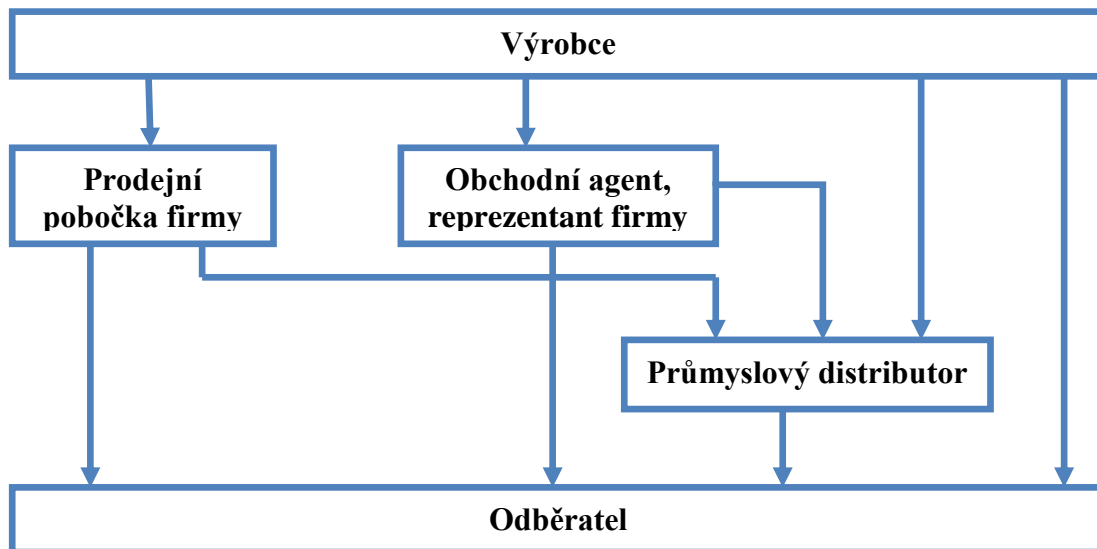 Výrobce
Prodejní
pobočka firmy
Obchodní agent,
reprezentant firmy
Průmyslový distributor
Odběratel